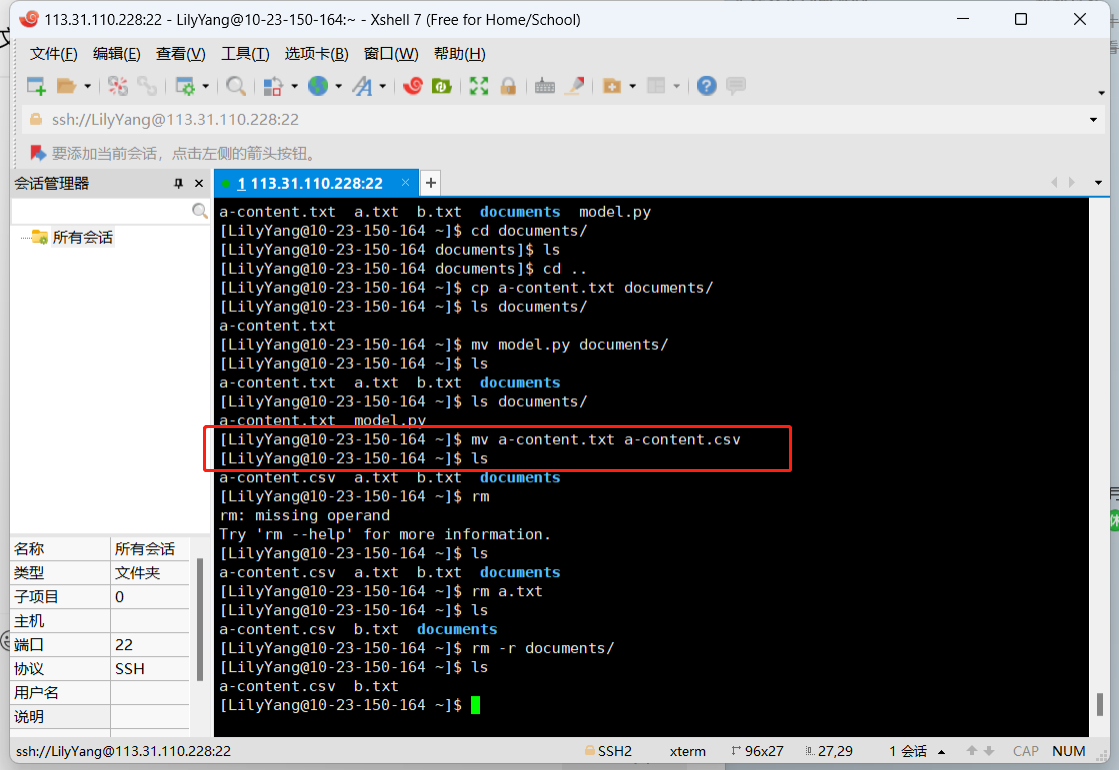 文
113.31.110.228:22 - LilyYang@10-23-150-164:~ - Xshell 7 (Free for Home/School)
文件(F) 编辑(E) 查看(V) 工具(T) 选项卡(B) 窗口(W) 帮助(H)
ssh://LilyYang@113.31.110.228:22
要添加当前会话，点击左侧的箭头按钮。
会话管理器
1 113.31.110.228:22
所有会话
a-content.txt a.txt b.txt documents model.py
[LilyYang@10-23-150-164 ~]$ cd documents/
[LilyYang@10-23-150-164 documents]$ ls
[LilyYang@10-23-150-164 documents]$ cd ..
[LilyYang@10-23-150-164 ~]$ cp a-content.txt documents/
[LilyYang@10-23-150-164 ~]$ ls documents/
a-content.txt
[LilyYang@10-23-150-164 ~]$ mv model.py documents/
[LilyYang@10-23-150-164 ~]$ ls
a-content.txt a.txt b.txt documents
[LilyYang@10-23-150-164 ~]$ ls documents/
a-content.txt model.py
[LilyYang@10-23-150-164 ~]$ mv a-content.txt a-content.csv
[LilyYang@10-23-150-164 ~]$ ls
a-content.csv a.txt b.txt documents
[LilyYang@10-23-150-164 ~]$ rm
rm: missing operand
Try 'rm --help' for more information.
[LilyYang@10-23-150-164 ~]$ ls
a-content.csv a.txt b.txt documents
[LilyYang@10-23-150-164 ~]$ rm a.txt
[LilyYang@10-23-150-164 ~]$ ls
a-content.csv b.txt documents
[LilyYang@10-23-150-164 ~]$ rm -r documents/
[LilyYang@10-23-150-164 ~]$ ls
a-content.csv b.txt
[LilyYang@10-23-150-164 ~]$
名称 所有会话
类型 文件夹
子项目 0
主机
端口 22
协议 SSH
用户名
说明
ssh://LilyYang@113.31.110.228:22 SSH2 xterm 96x27 27,29 1 会话 CAP NUM